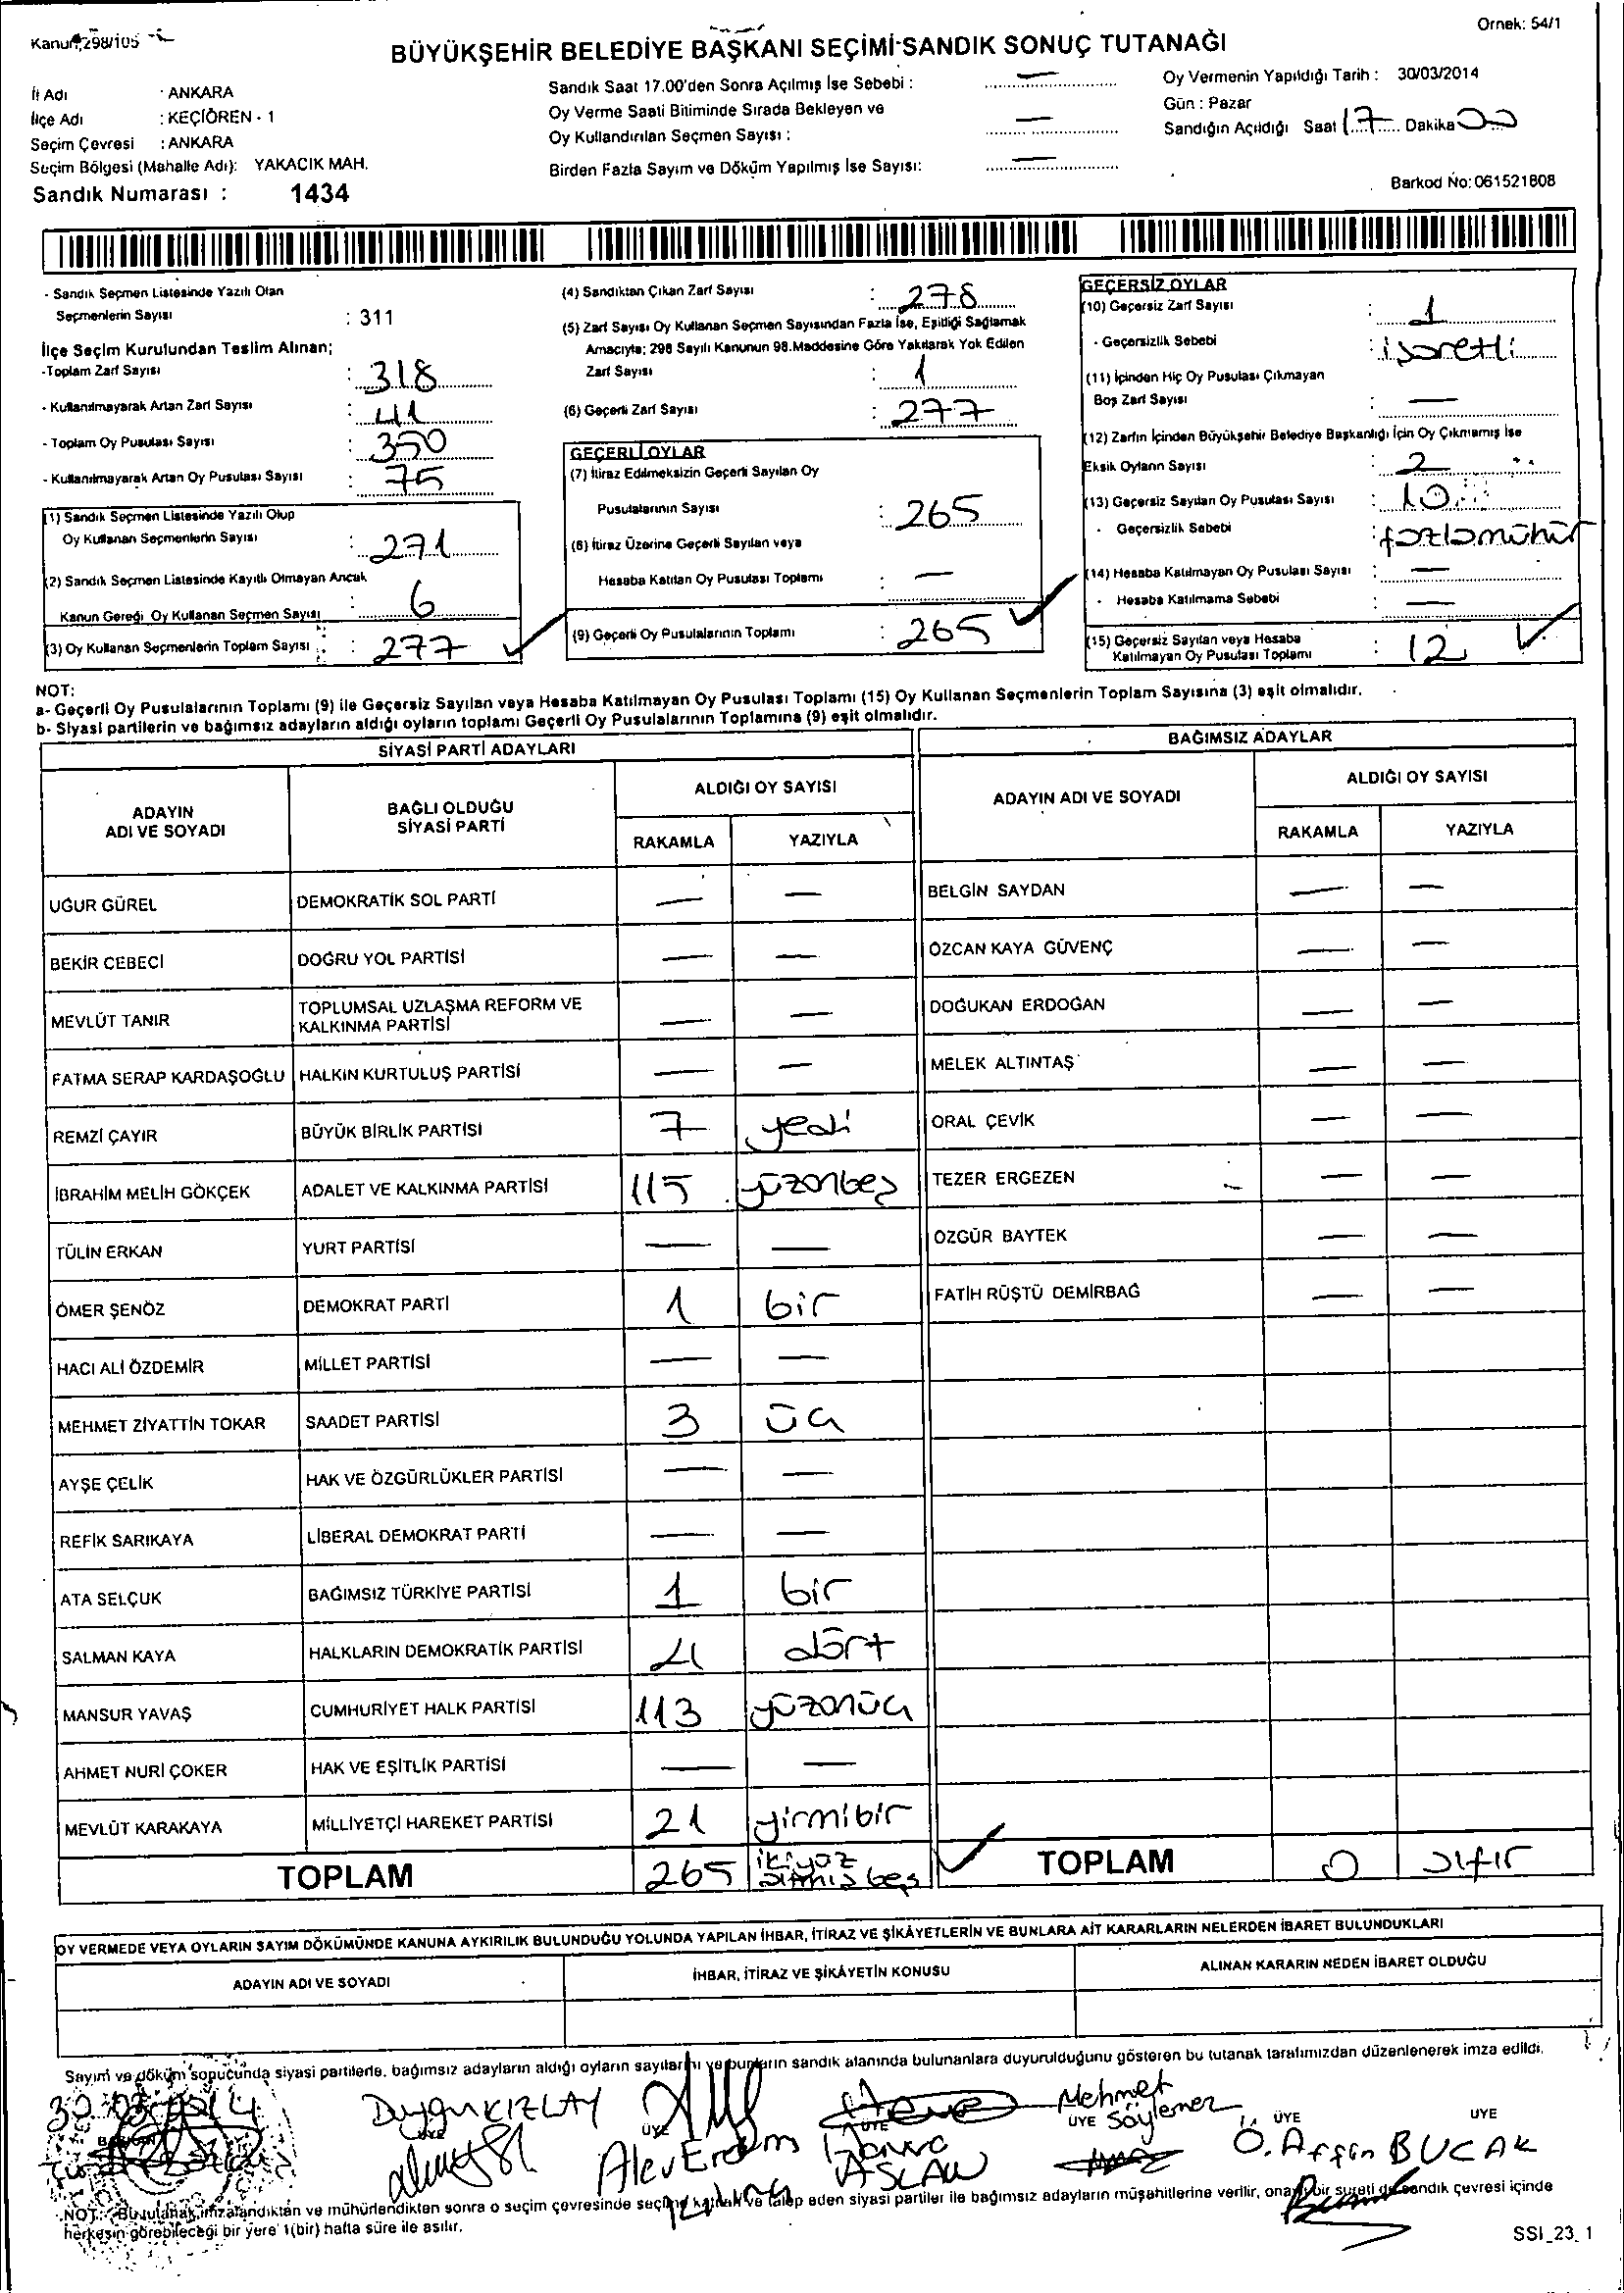 Örnek: 54/1
BÜYÜKŞEHİR BELEDİYE BAŞKANI SEÇİMİ SANDIK SONUÇ TUTANAĞI
İl Adı : ANKARA
İlçe Adı : KEÇİÖREN - 1
Seçim Çevresi : ANKARA
Seçim Bölgesi (Mahalle Adı): YAKACIK MAH.
Sandık Numarası : 1434
Sandık Saat 17.00'den Sonra Açılmış İse Sebebi : —
Oy Verme Saati Bitiminde Sırada Bekleyen ve
Oy Kullandırılan Seçmen Sayısı : —
Birden Fazla Sayım ve Döküm Yapılmış İse Sayısı: —
Oy Vermenin Yapıldığı Tarih : 30/03/2014
Gün : Pazar
Sandığın Açıldığı Saat 17 Dakika 00
Barkod No: 061521808
- Sandık Seçmen Listesinde Yazılı Olan
Seçmenlerin Sayısı : 311
İlçe Seçim Kurulundan Teslim Alınan;
-Toplam Zarf Sayısı : 318
- Kullanılmayarak Artan Zarf Sayısı : 41
- Toplam Oy Pusulası Sayısı : 350
- Kullanılmayarak Artan Oy Pusulası Sayısı : 75
(1) Sandık Seçmen Listesinde Yazılı Olup
Oy Kullanan Seçmenlerin Sayısı : 271
(2) Sandık Seçmen Listesinde Kayıtlı Olmayan Ancak
Kanun Gereği Oy Kullanan Seçmen Sayısı : 6
(3) Oy Kullanan Seçmenlerin Toplam Sayısı : 277
(4) Sandıktan Çıkan Zarf Sayısı : 278
(5) Zarf Sayısı Oy Kullanan Seçmen Sayısından Fazla İse, Eşitliği Sağlamak
Amacıyla; 298 Sayılı Kanunun 98.Maddesine Göre Yakılarak Yok Edilen
Zarf Sayısı : 1
(6) Geçerli Zarf Sayısı : 277
GEÇERLİ OYLAR
(7) İtiraz Edilmeksizin Geçerli Sayılan Oy
Pusulalarının Sayısı : 265
(8) İtiraz Üzerine Geçerli Sayılan veya
Hesaba Katılan Oy Pusulası Toplamı : —
(9) Geçerli Oy Pusulalarının Toplamı : 265
GEÇERSİZ OYLAR
(10) Geçersiz Zarf Sayısı : 1
- Geçersizlik Sebebi : işaretli
(11) İçinden Hiç Oy Pusulası Çıkmayan
Boş Zarf Sayısı : —
(12) Zarfın İçinden Büyükşehir Belediye Başkanlığı İçin Oy Çıkmamış İse
Eksik Oyların Sayısı : 2
(13) Geçersiz Sayılan Oy Pusulası Sayısı : 10
- Geçersizlik Sebebi : fazla mühür
(14) Hesaba Katılmayan Oy Pusulası Sayısı : —
- Hesaba Katılmama Sebebi : —
(15) Geçersiz Sayılan veya Hesaba
Katılmayan Oy Pusulası Toplamı : 12
NOT:
a- Geçerli Oy Pusulalarının Toplamı (9) ile Geçersiz Sayılan veya Hesaba Katılmayan Oy Pusulası Toplamı (15) Oy Kullanan Seçmenlerin Toplam Sayısına (3) eşit olmalıdır.
b- Siyasi partilerin ve bağımsız adayların aldığı oyların toplamı Geçerli Oy Pusulalarının Toplamına (9) eşit olmalıdır.
SİYASİ PARTİ ADAYLARI
ADAYIN ADI VE SOYADI BAĞLI OLDUĞU SİYASİ PARTİ ALDIĞI OY SAYISI
RAKAMLA YAZIYLA
UĞUR GÜREL DEMOKRATİK SOL PARTİ — —
BEKİR CEBECİ DOĞRU YOL PARTİSİ — —
MEVLÜT TANIR TOPLUMSAL UZLAŞMA REFORM VE KALKINMA PARTİSİ — —
FATMA SERAP KARDAŞOĞLU HALKIN KURTULUŞ PARTİSİ — —
REMZİ ÇAYIR BÜYÜK BİRLİK PARTİSİ 7 yedi
İBRAHİM MELİH GÖKÇEK ADALET VE KALKINMA PARTİSİ 115 yüzonbeş
TÜLİN ERKAN YURT PARTİSİ — —
ÖMER ŞENÖZ DEMOKRAT PARTİ 1 bir
HACI ALİ ÖZDEMİR MİLLET PARTİSİ — —
MEHMET ZİYATTİN TOKAR SAADET PARTİSİ 3 üç
AYŞE ÇELİK HAK VE ÖZGÜRLÜKLER PARTİSİ — —
REFİK SARIKAYA LİBERAL DEMOKRAT PARTİ — —
ATA SELÇUK BAĞIMSIZ TÜRKİYE PARTİSİ 1 bir
SALMAN KAYA HALKLARIN DEMOKRATİK PARTİSİ 4 dört
MANSUR YAVAŞ CUMHURİYET HALK PARTİSİ 113 yüzonüç
AHMET NURİ ÇOKER HAK VE EŞİTLİK PARTİSİ — —
MEVLÜT KARAKAYA MİLLİYETÇİ HAREKET PARTİSİ 21 yirmibir
TOPLAM 265 ikiyüz altmış beş
BAĞIMSIZ ADAYLAR
ADAYIN ADI VE SOYADI ALDIĞI OY SAYISI
RAKAMLA YAZIYLA
BELGİN SAYDAN — —
ÖZCAN KAYA GÜVENÇ — —
DOĞUKAN ERDOĞAN — —
MELEK ALTINTAŞ — —
ORAL ÇEVİK — —
TEZER ERGEZEN — —
ÖZGÜR BAYTEK — —
FATİH RÜŞTÜ DEMİRBAĞ — —
TOPLAM 0 sıfır
OY VERMEDE VEYA OYLARIN SAYIM DÖKÜMÜNDE KANUNA AYKIRILIK BULUNDUĞU YOLUNDA YAPILAN İHBAR, İTİRAZ VE ŞİKÂYETLERİN VE BUNLARA AİT KARARLARIN NELERDEN İBARET BULUNDUKLARI
ADAYIN ADI VE SOYADI İHBAR, İTİRAZ VE ŞİKÂYETİN KONUSU ALINAN KARARIN NEDEN İBARET OLDUĞU
Sayım ve döküm sonucunda siyasi partilerle, bağımsız adayların aldığı oyların sayılarını ve bunların sandık alanında bulunanlara duyurulduğunu gösteren bu tutanak tarafımızdan düzenlenerek imza edildi.
30.03.2014
Duygu KIZILAY
Alev Erdem
ASLAN
ÜYE
Mehmet Söylemez
ÜYE
Ö. Afşin BUCAK
ÜYE
NOT: Bu tutanak, imzalandıktan ve mühürlendikten sonra o seçim çevresinde seçime katılan ve talep eden siyasi partiler ile bağımsız adayların müşahitlerine verilir, onaylı bir sureti de sandık çevresi içinde
herkesin görebileceği bir yere 1(bir) hafta süre ile asılır.
SSI_23_1